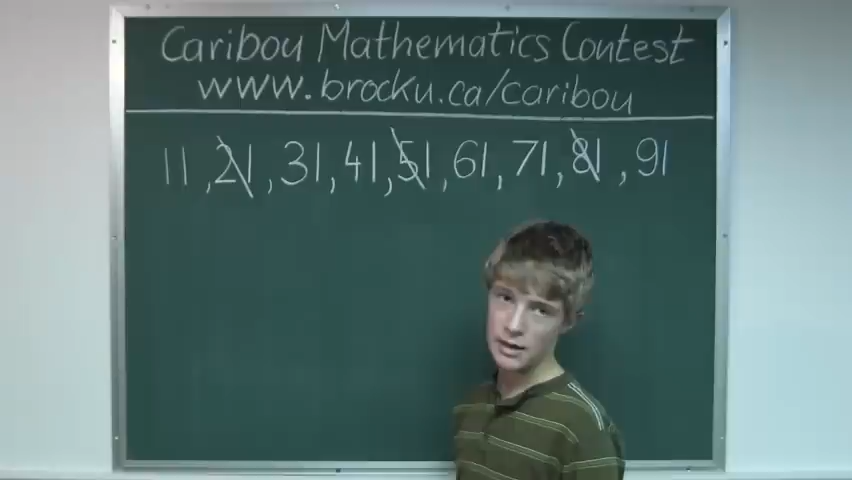 Caribou Mathematics Contest
www.brocku.ca/caribou
11, 21, 31, 41, 51, 61, 71, 81, 91